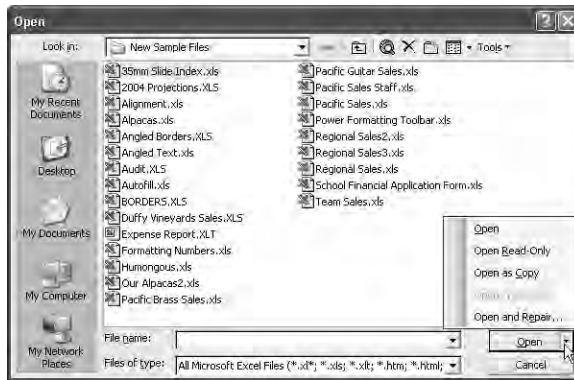 Open
Look in:
New Sample Files
Tools
My Recent
Documents
Desktop
My Documents
My Computer
My Network
Places
35mm Slide Index.xls
2004 Projections.XLS
Alignment.xls
Alpacas.xls
Angled Borders.XLS
Angled Text.xls
Audit.XLS
Autofill.xls
BORDERS.XLS
Duffy Vineyards Sales.XLS
Expense Report.XLT
Formatting Numbers.xls
Humongous.xls
Our Alpacas2.xls
Pacific Brass Sales.xls
Pacific Guitar Sales.xls
Pacific Sales Staff.xls
Pacific Sales.xls
Power Formatting Toolbar.xls
Regional Sales2.xls
Regional Sales3.xls
Regional Sales.xls
School Financial Application Form.xls
Team Sales.xls
Open
Open Read-Only
Open as Copy
Open and Repair...
File name:
Open
Files of type:
All Microsoft Excel Files (*.xl*; *.xls; *.xlt; *.htm; *.html;
Cancel